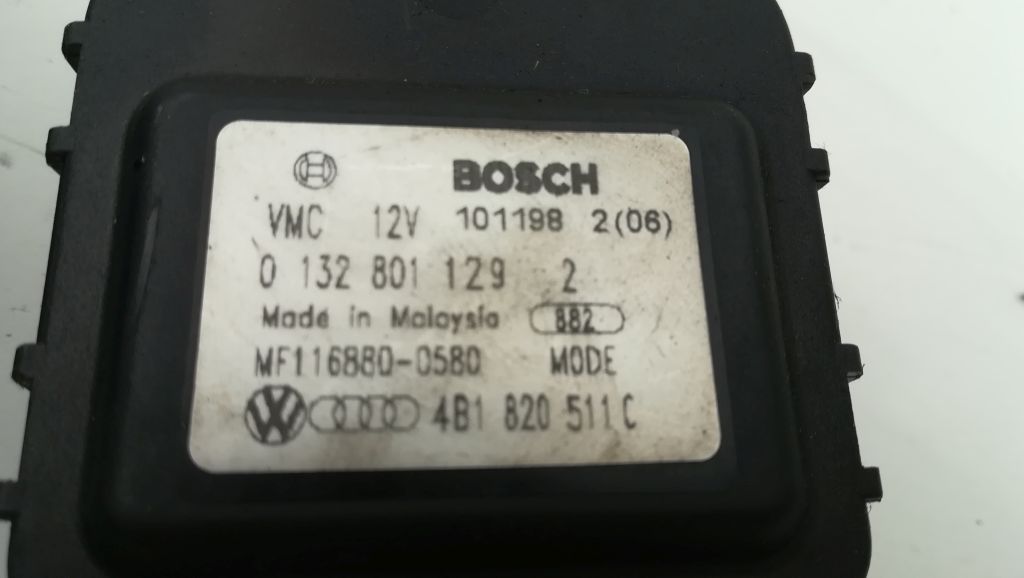 BOSCH
VMC 12V 101198 2(06)
0 132 801 129 2
Made in Malaysia 882
MF116880-0580 MODE
VW 4B1 820 511 C